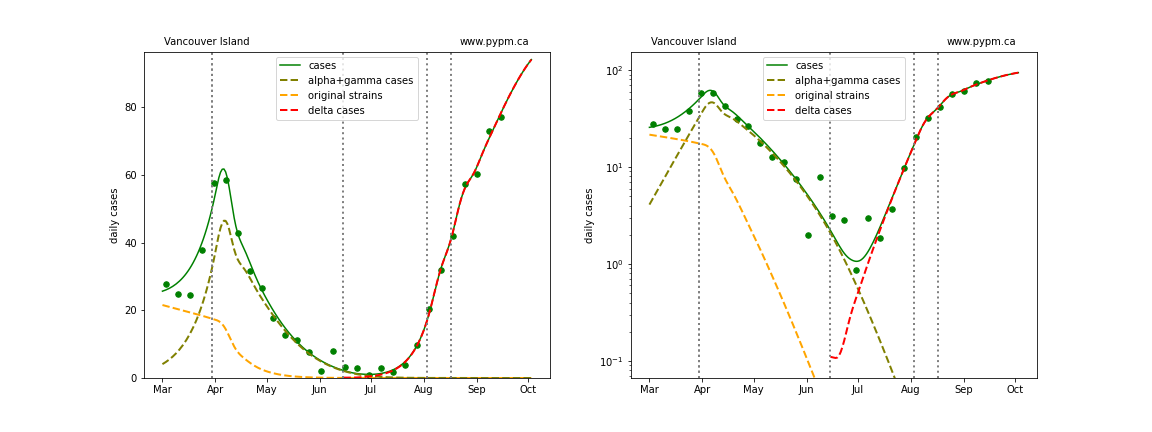 Vancouver Island www.pypm.ca
cases
alpha+gamma cases
original strains
delta cases
daily cases
80
60
40
20
0
Mar Apr May Jun Jul Aug Sep Oct
Vancouver Island www.pypm.ca
cases
alpha+gamma cases
original strains
delta cases
daily cases
10²
10¹
10⁰
10⁻¹
Mar Apr May Jun Jul Aug Sep Oct